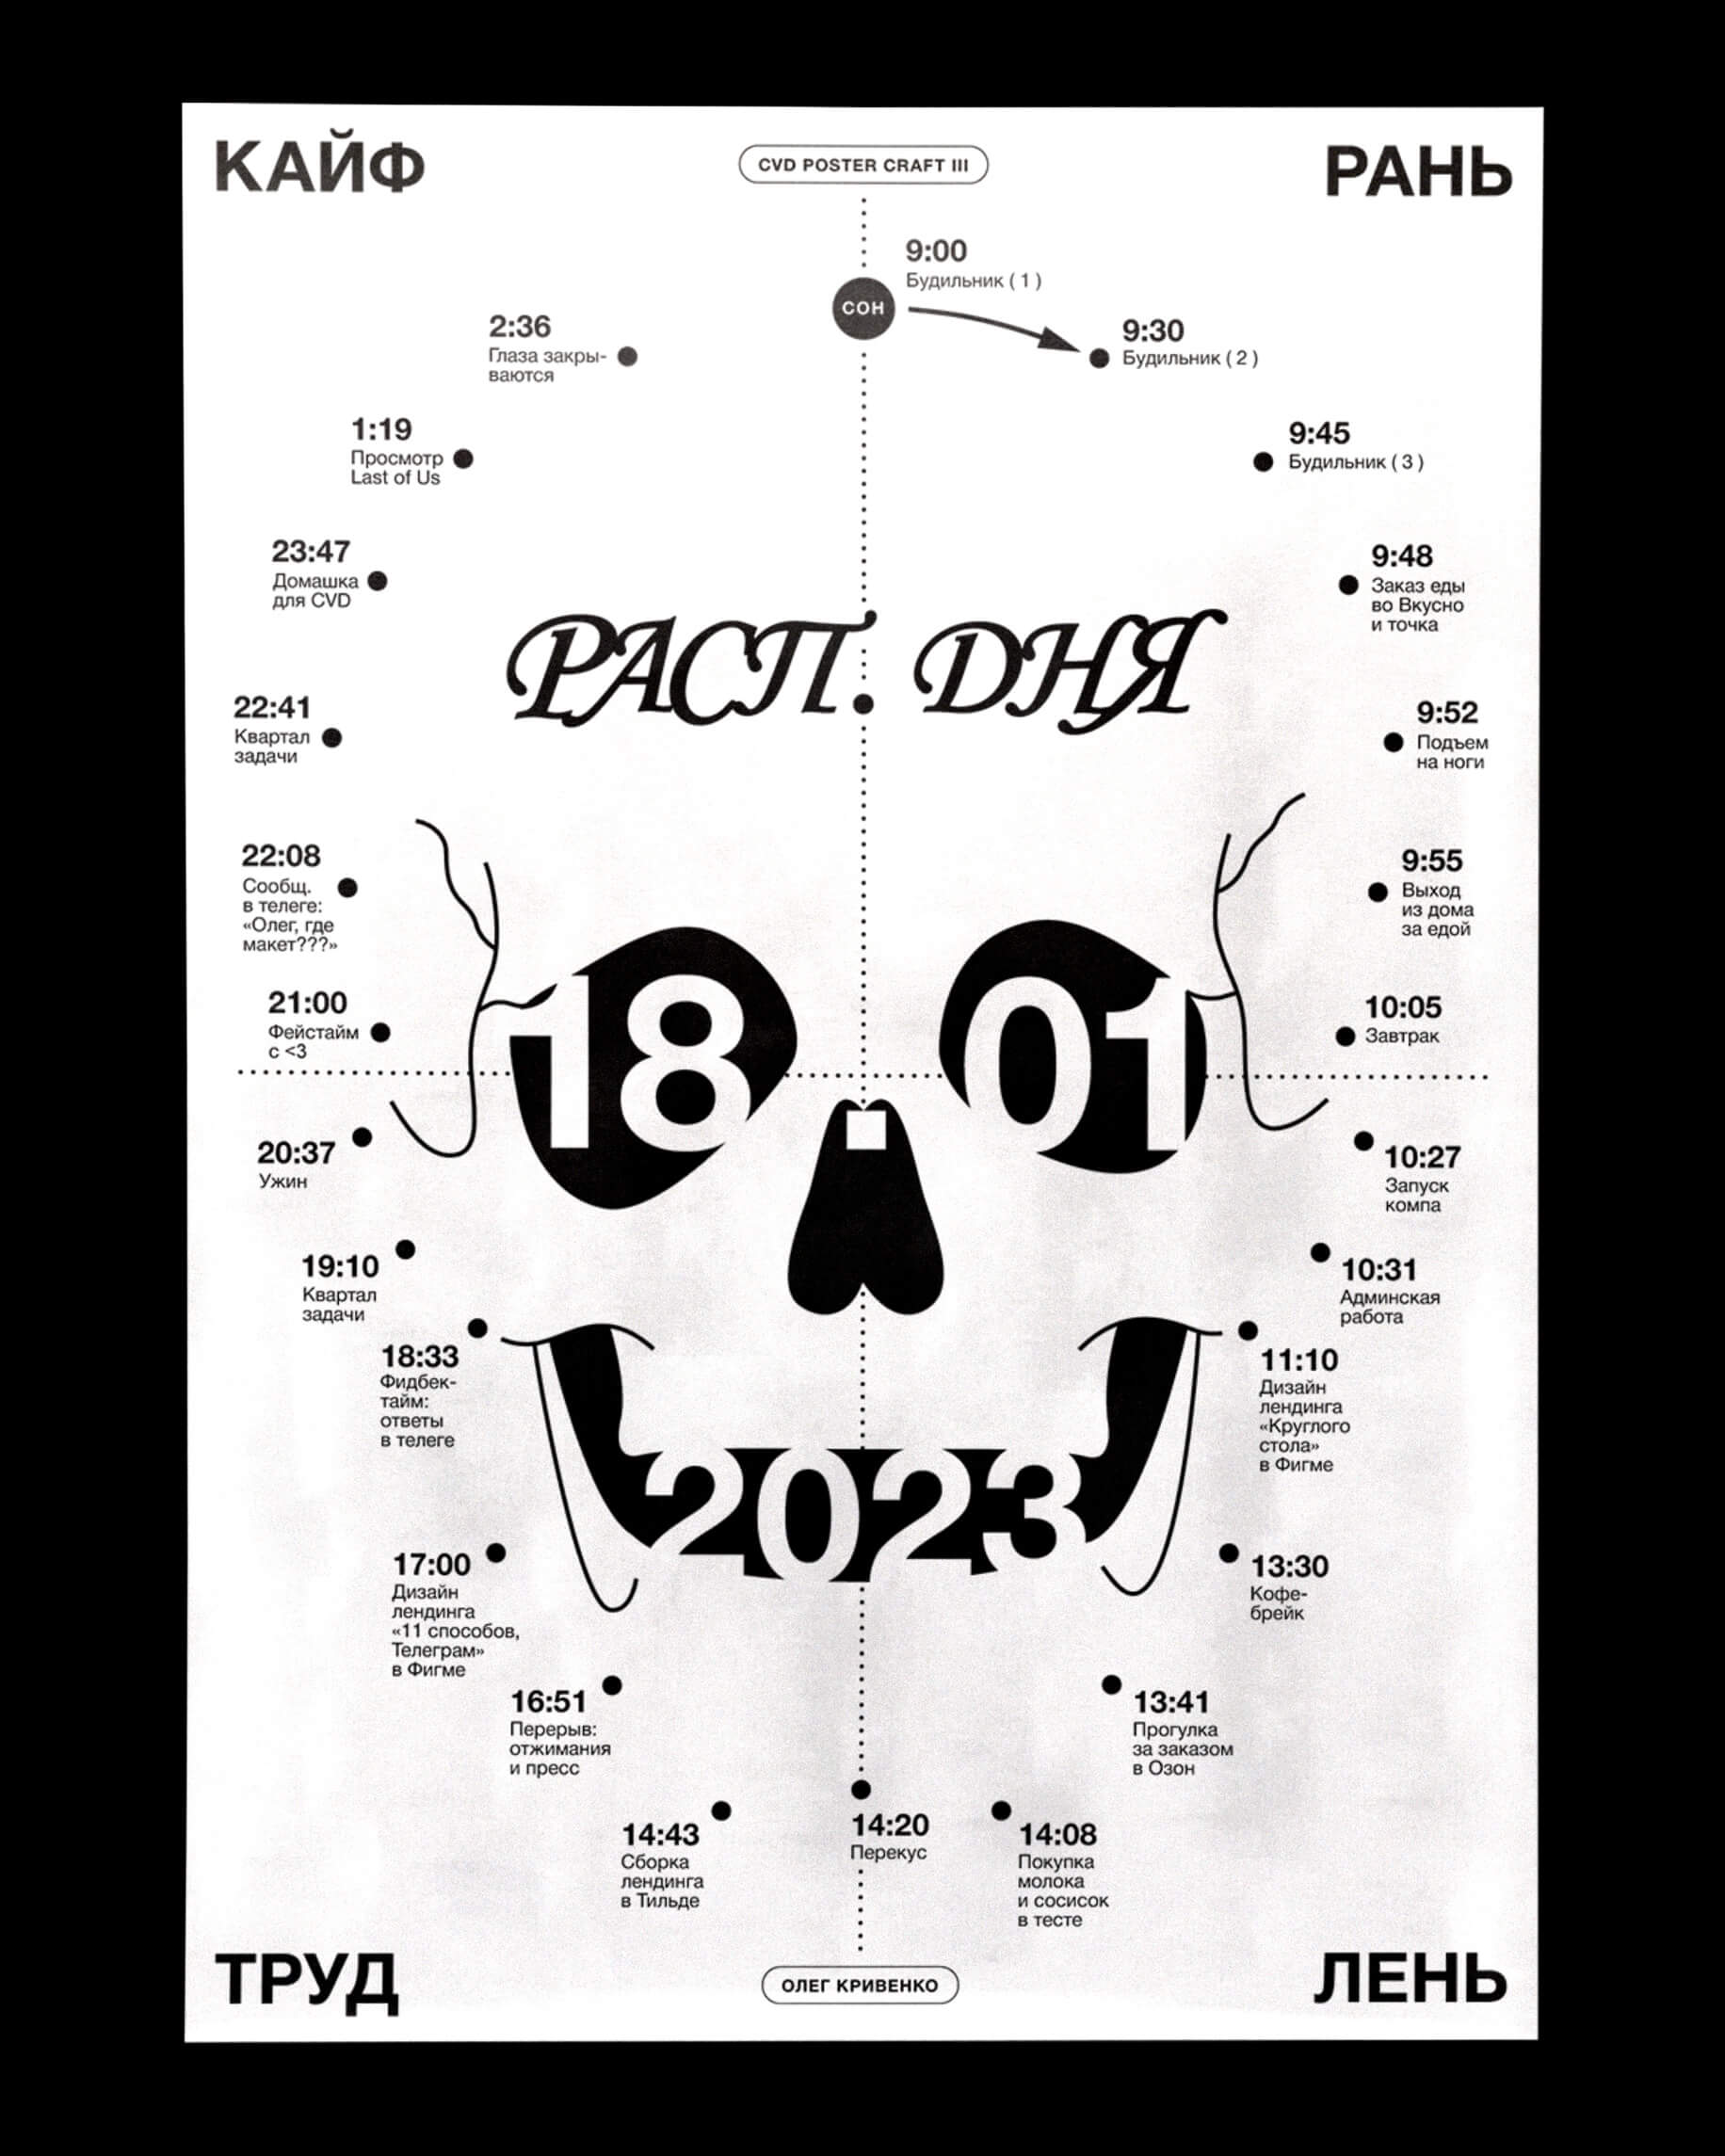 КАЙФ
CVD POSTER CRAFT III
РАНЬ
СОН
9:00
Будильник ( 1 )
9:30
Будильник ( 2 )
9:45
Будильник ( 3 )
9:48
Заказ еды
во Вкусно
и точка
9:52
Подъем
на ноги
9:55
Выход
из дома
за едой
10:05
Завтрак
10:27
Запуск
компа
10:31
Админская
работа
11:10
Дизайн
лендинга
«Круглого
стола»
в Фигме
13:30
Кофе-
брейк
13:41
Прогулка
за заказом
в Озон
14:08
Покупка
молока
и сосисок
в тесте
14:20
Перекус
14:43
Сборка
лендинга
в Тильде
16:51
Перерыв:
отжимания
и пресс
17:00
Дизайн
лендинга
«11 способов,
Телеграм»
в Фигме
18:33
Фидбек-
тайм:
ответы
в телеге
19:10
Квартал
задачи
20:37
Ужин
21:00
Фейстайм
с <3
22:08
Сообщ.
в телеге:
«Олег, где
макет???»
22:41
Квартал
задачи
23:47
Домашка
для CVD
1:19
Просмотр
Last of Us
2:36
Глаза закры-
ваются
РАСП. ДНЯ
18.01
2023
ТРУД
ОЛЕГ КРИВЕНКО
ЛЕНЬ